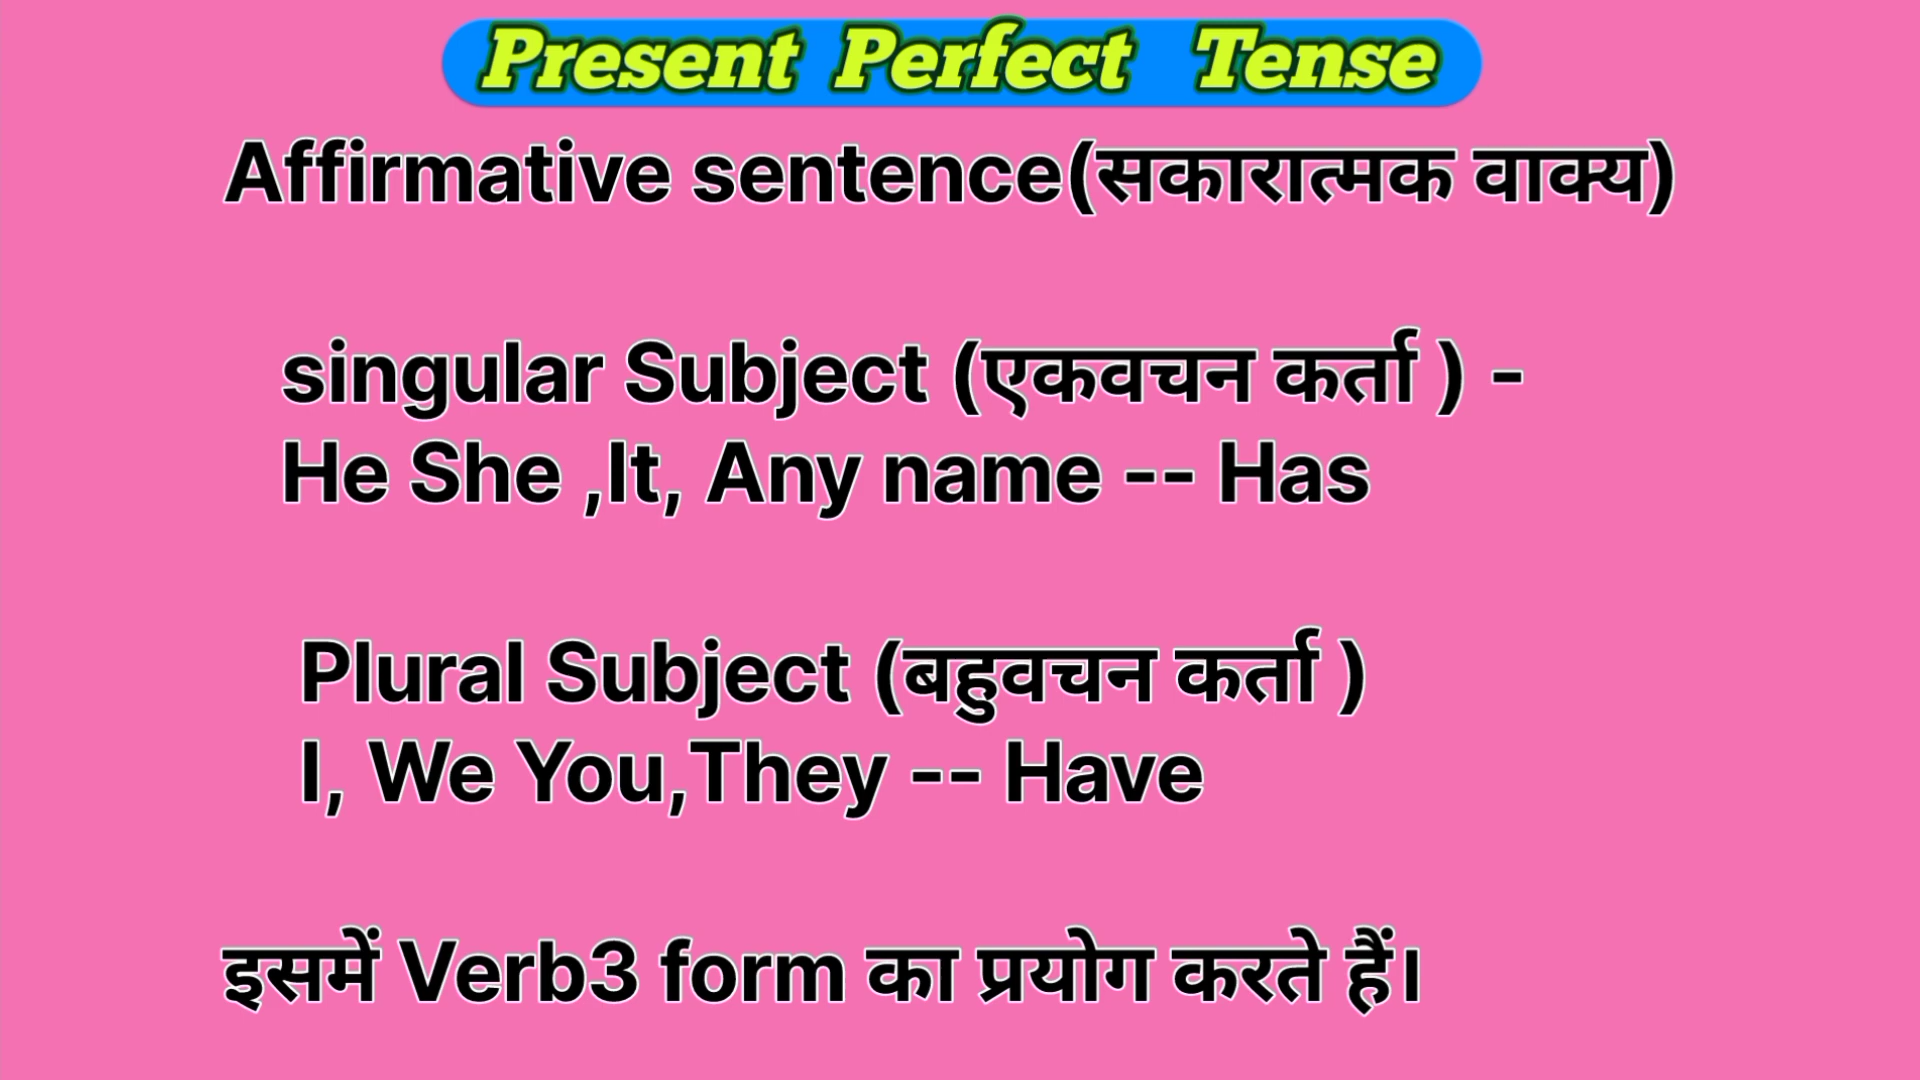 Present Perfect Tense
Affirmative sentence(सकारात्मक वाक्य)
singular Subject (एकवचन कर्ता ) -
He She ,It, Any name -- Has
Plural Subject (बहुवचन कर्ता )
I, We You,They -- Have
इसमें Verb3 form का प्रयोग करते हैं।